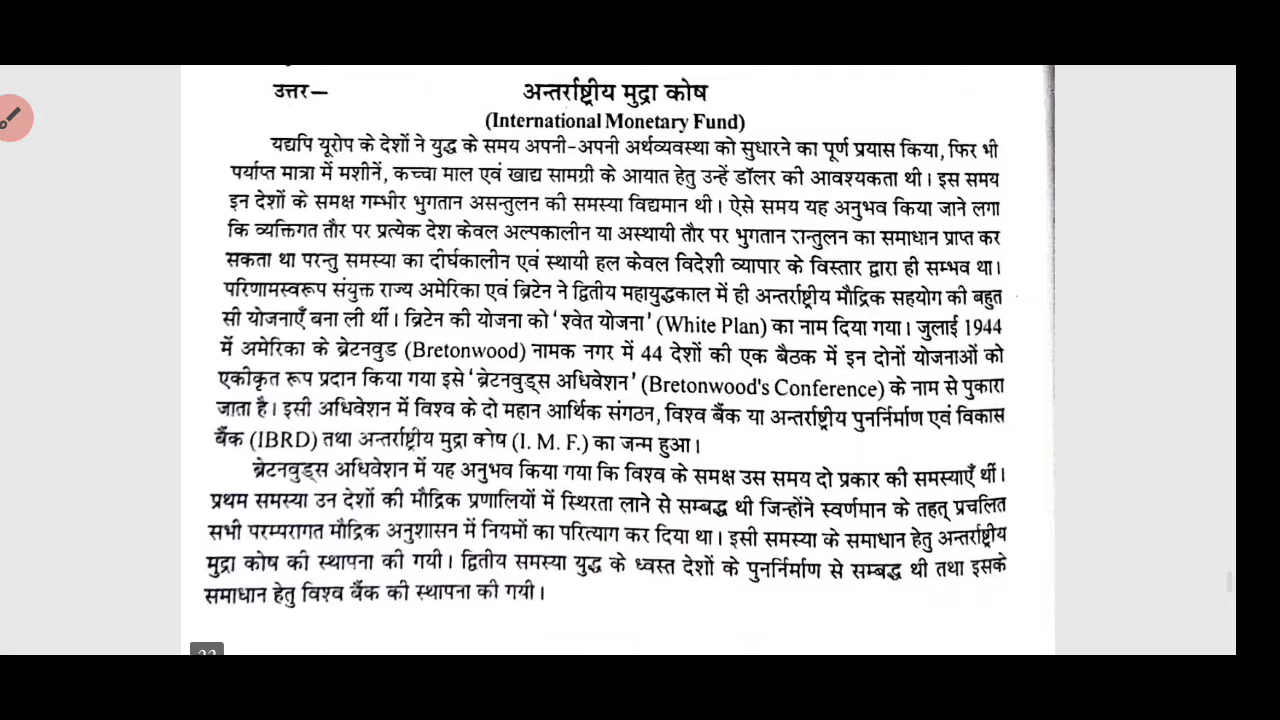 उत्तर—
अन्तर्राष्ट्रीय मुद्रा कोष
(International Monetary Fund)
यद्यपि यूरोप के देशों ने युद्ध के समय अपनी-अपनी अर्थव्यवस्था को सुधारने का पूर्ण प्रयास किया, फिर भी
पर्याप्त मात्रा में मशीनें, कच्चा माल एवं खाद्य सामग्री के आयात हेतु उन्हें डॉलर की आवश्यकता थी। इस समय
इन देशों के समक्ष गम्भीर भुगतान असन्तुलन की समस्या विद्यमान थी। ऐसे समय यह अनुभव किया जाने लगा
कि व्यक्तिगत तौर पर प्रत्येक देश केवल अल्पकालीन या अस्थायी तौर पर भुगतान सन्तुलन का समाधान प्राप्त कर
सकता था परन्तु समस्या का दीर्घकालीन एवं स्थायी हल केवल विदेशी व्यापार के विस्तार द्वारा ही सम्भव था।
परिणामस्वरूप संयुक्त राज्य अमेरिका एवं ब्रिटेन ने द्वितीय महायुद्धकाल में ही अन्तर्राष्ट्रीय मौद्रिक सहयोग की बहुत
सी योजनाएँ बना ली थीं। ब्रिटेन की योजना को ‘श्वेत योजना’ (White Plan) का नाम दिया गया। जुलाई 1944
में अमेरिका के ब्रेटनवुड (Bretonwood) नामक नगर में 44 देशों की एक बैठक में इन दोनों योजनाओं को
एकीकृत रूप प्रदान किया गया इसे ‘ब्रेटनवुड्स अधिवेशन’ (Bretonwood's Conference) के नाम से पुकारा
जाता है। इसी अधिवेशन में विश्व के दो महान आर्थिक संगठन, विश्व बैंक या अन्तर्राष्ट्रीय पुनर्निर्माण एवं विकास
बैंक (IBRD) तथा अन्तर्राष्ट्रीय मुद्रा कोष (I. M. F.) का जन्म हुआ।
ब्रेटनवुड्स अधिवेशन में यह अनुभव किया गया कि विश्व के समक्ष उस समय दो प्रकार की समस्याएँ थीं।
प्रथम समस्या उन देशों की मौद्रिक प्रणालियों में स्थिरता लाने से सम्बद्ध थी जिन्होंने स्वर्णमान के तहत् प्रचलित
सभी परम्परागत मौद्रिक अनुशासन में नियमों का परित्याग कर दिया था। इसी समस्या के समाधान हेतु अन्तर्राष्ट्रीय
मुद्रा कोष की स्थापना की गयी। द्वितीय समस्या युद्ध के ध्वस्त देशों के पुनर्निर्माण से सम्बद्ध थी तथा इसके
समाधान हेतु विश्व बैंक की स्थापना की गयी।